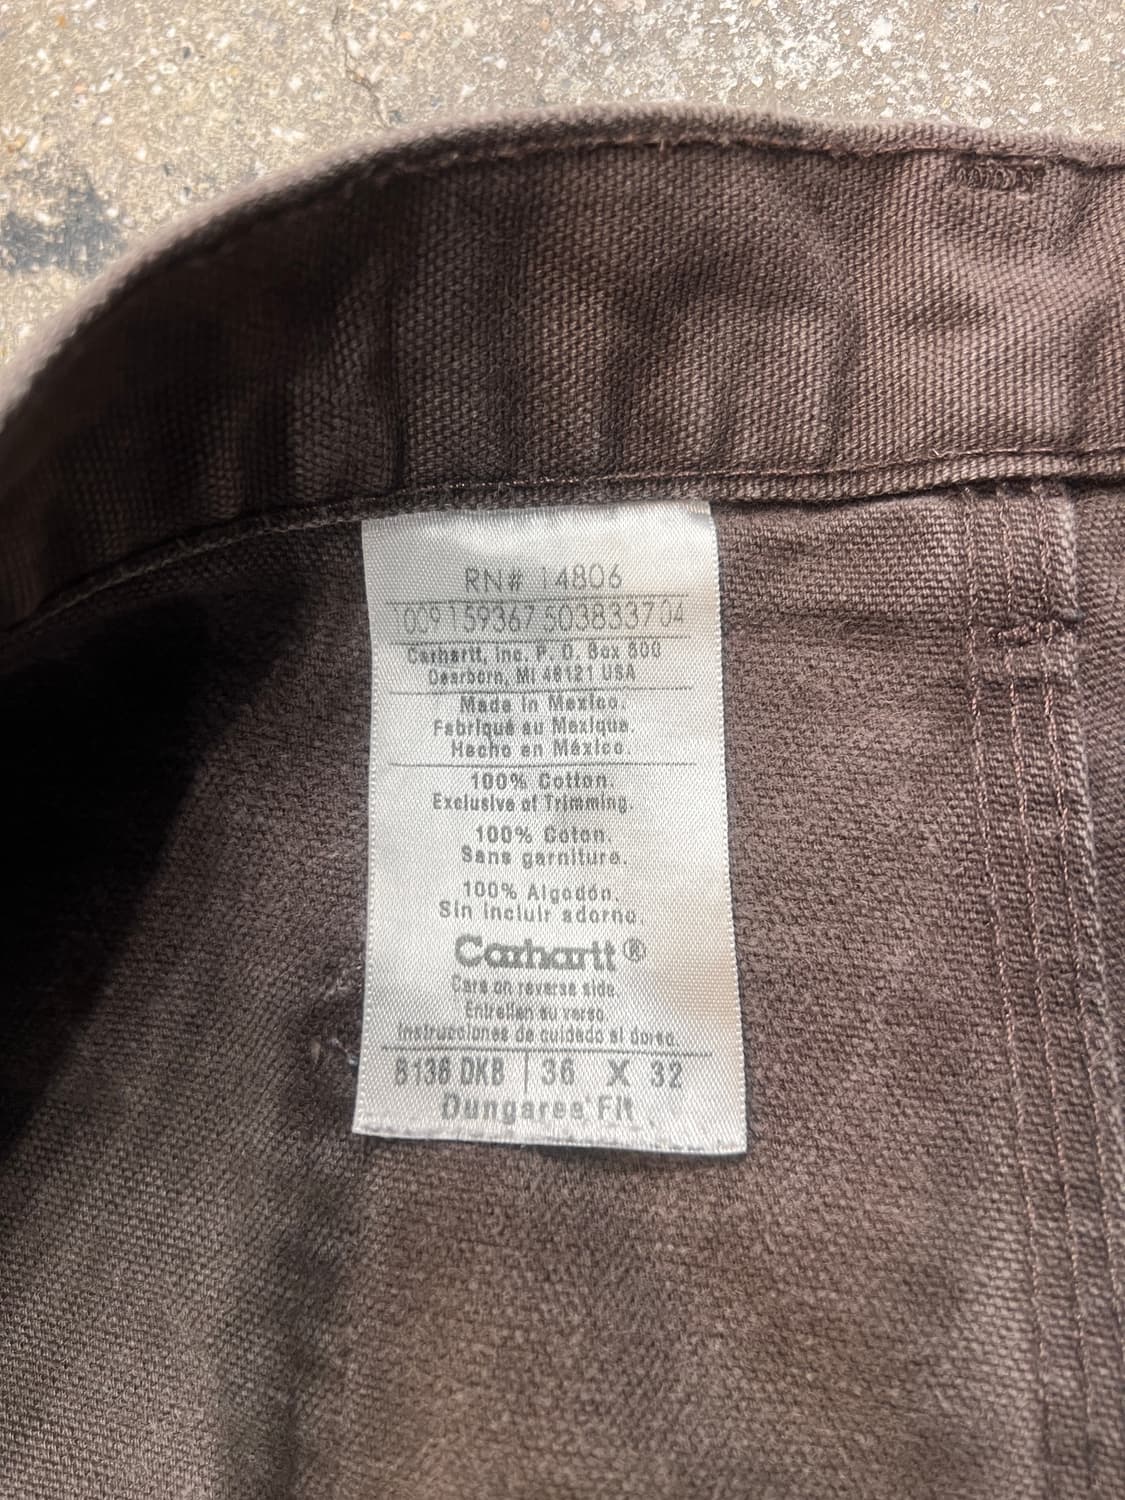 RN# 14806
009159367 503833704
Carhartt, Inc. P. O. Box 600
Dearborn, MI 48121 USA
Made in Mexico.
Fabriqué au Mexique.
Hecho en México.
100% Cotton.
Exclusive of Trimming.
100% Coton.
Sans garniture.
100% Algodón.
Sin incluir adorno.
Carhartt®
Care on reverse side.
Entretien au verso.
Instrucciones de cuidado al dorso.
B136 DKB | 36 X 32
Dungaree Fit